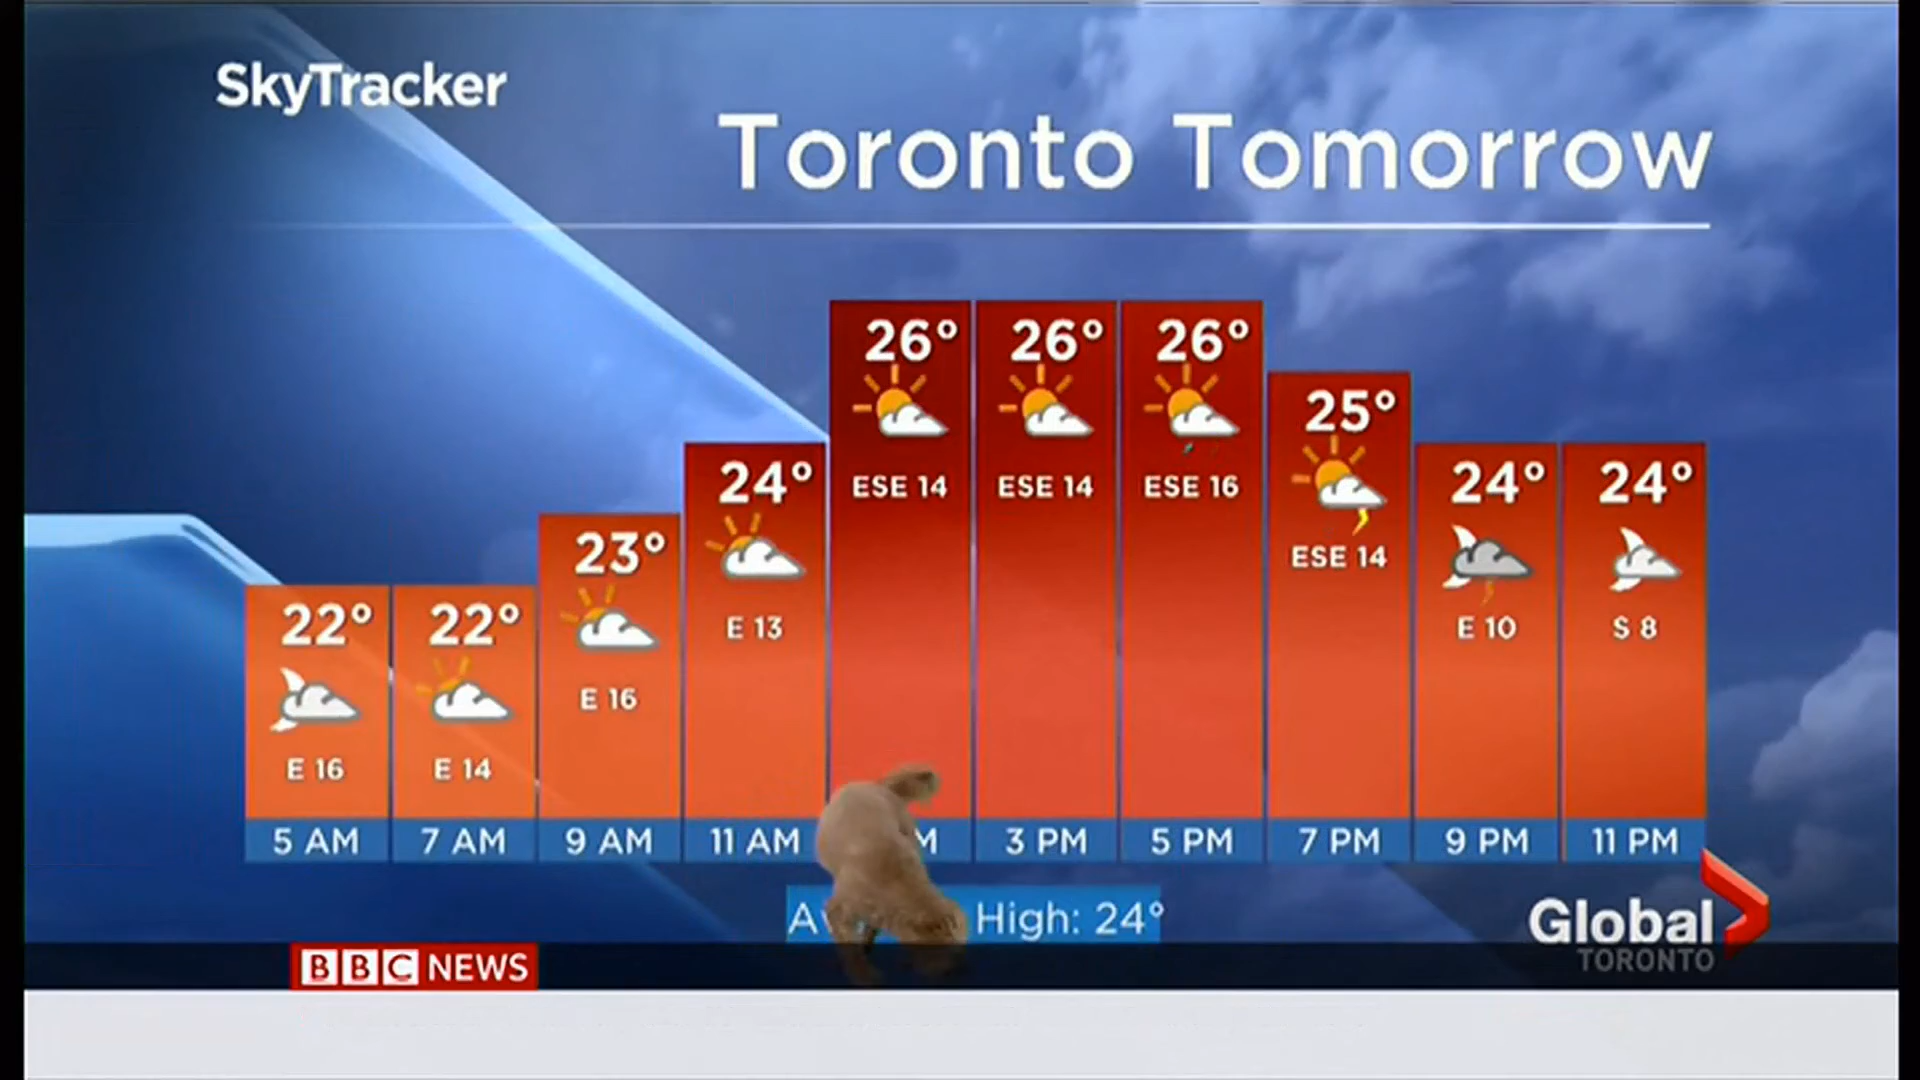 SkyTracker
Toronto Tomorrow
26° 26° 26°
25°
24° 24° 24°
ESE 14 ESE 14 ESE 16
23°
ESE 14
22° 22°
E 13 E 10 S 8
E 16
E 16 E 14
5 AM 7 AM 9 AM 11 AM 3 PM 5 PM 7 PM 9 PM 11 PM
High: 24°
Global
TORONTO
BBC NEWS